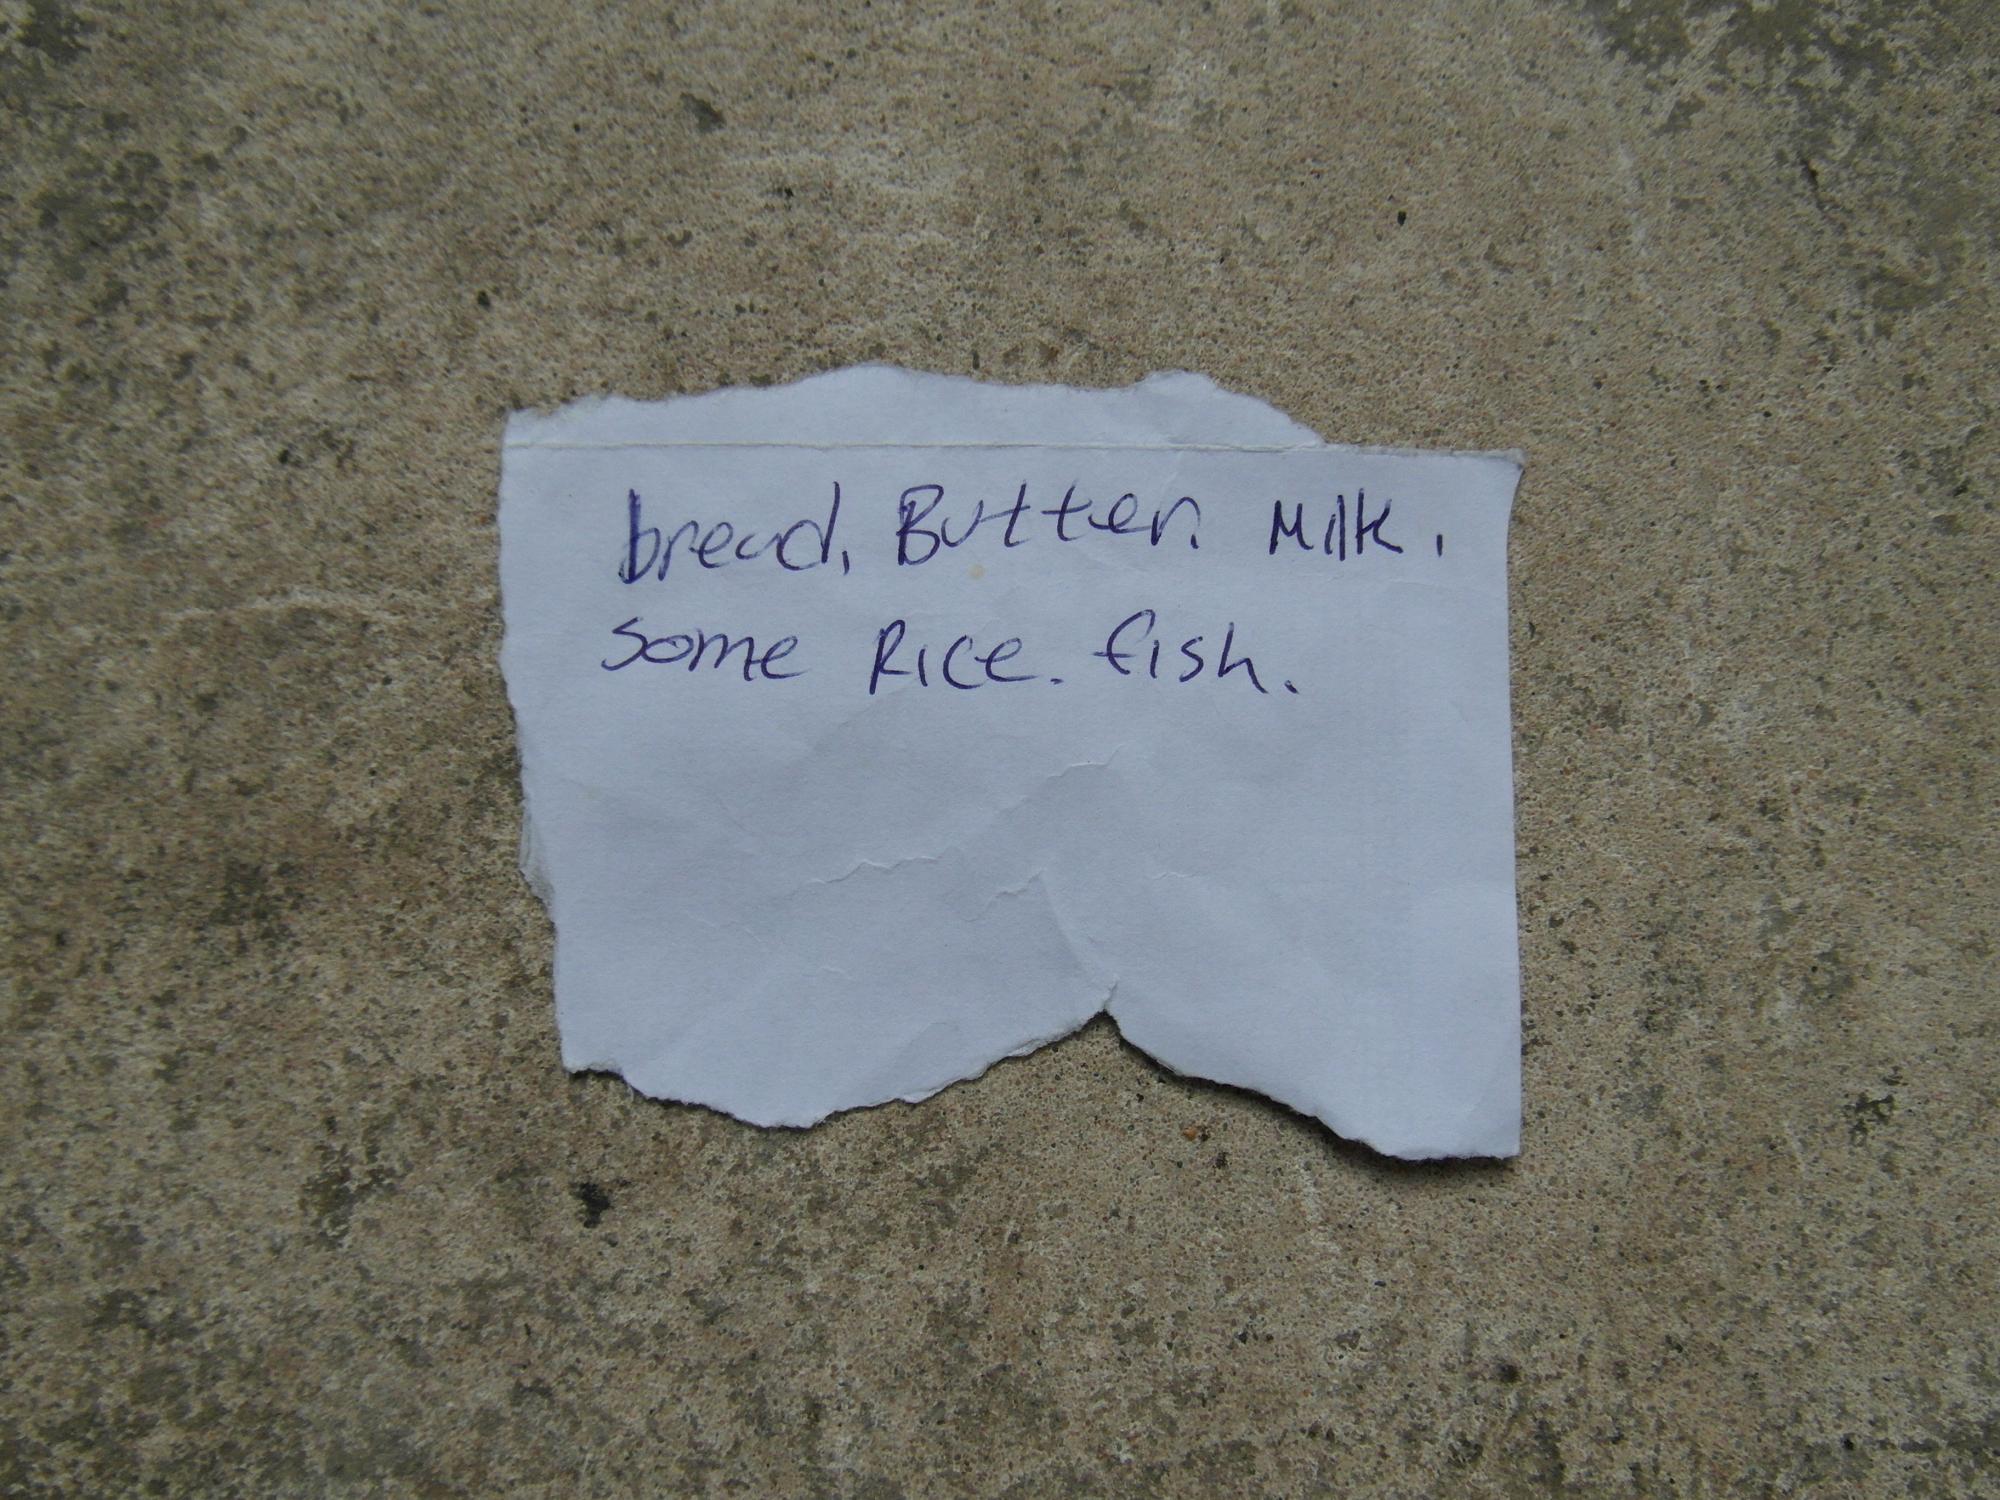 bread, Butter. Milk.
some Rice. fish.